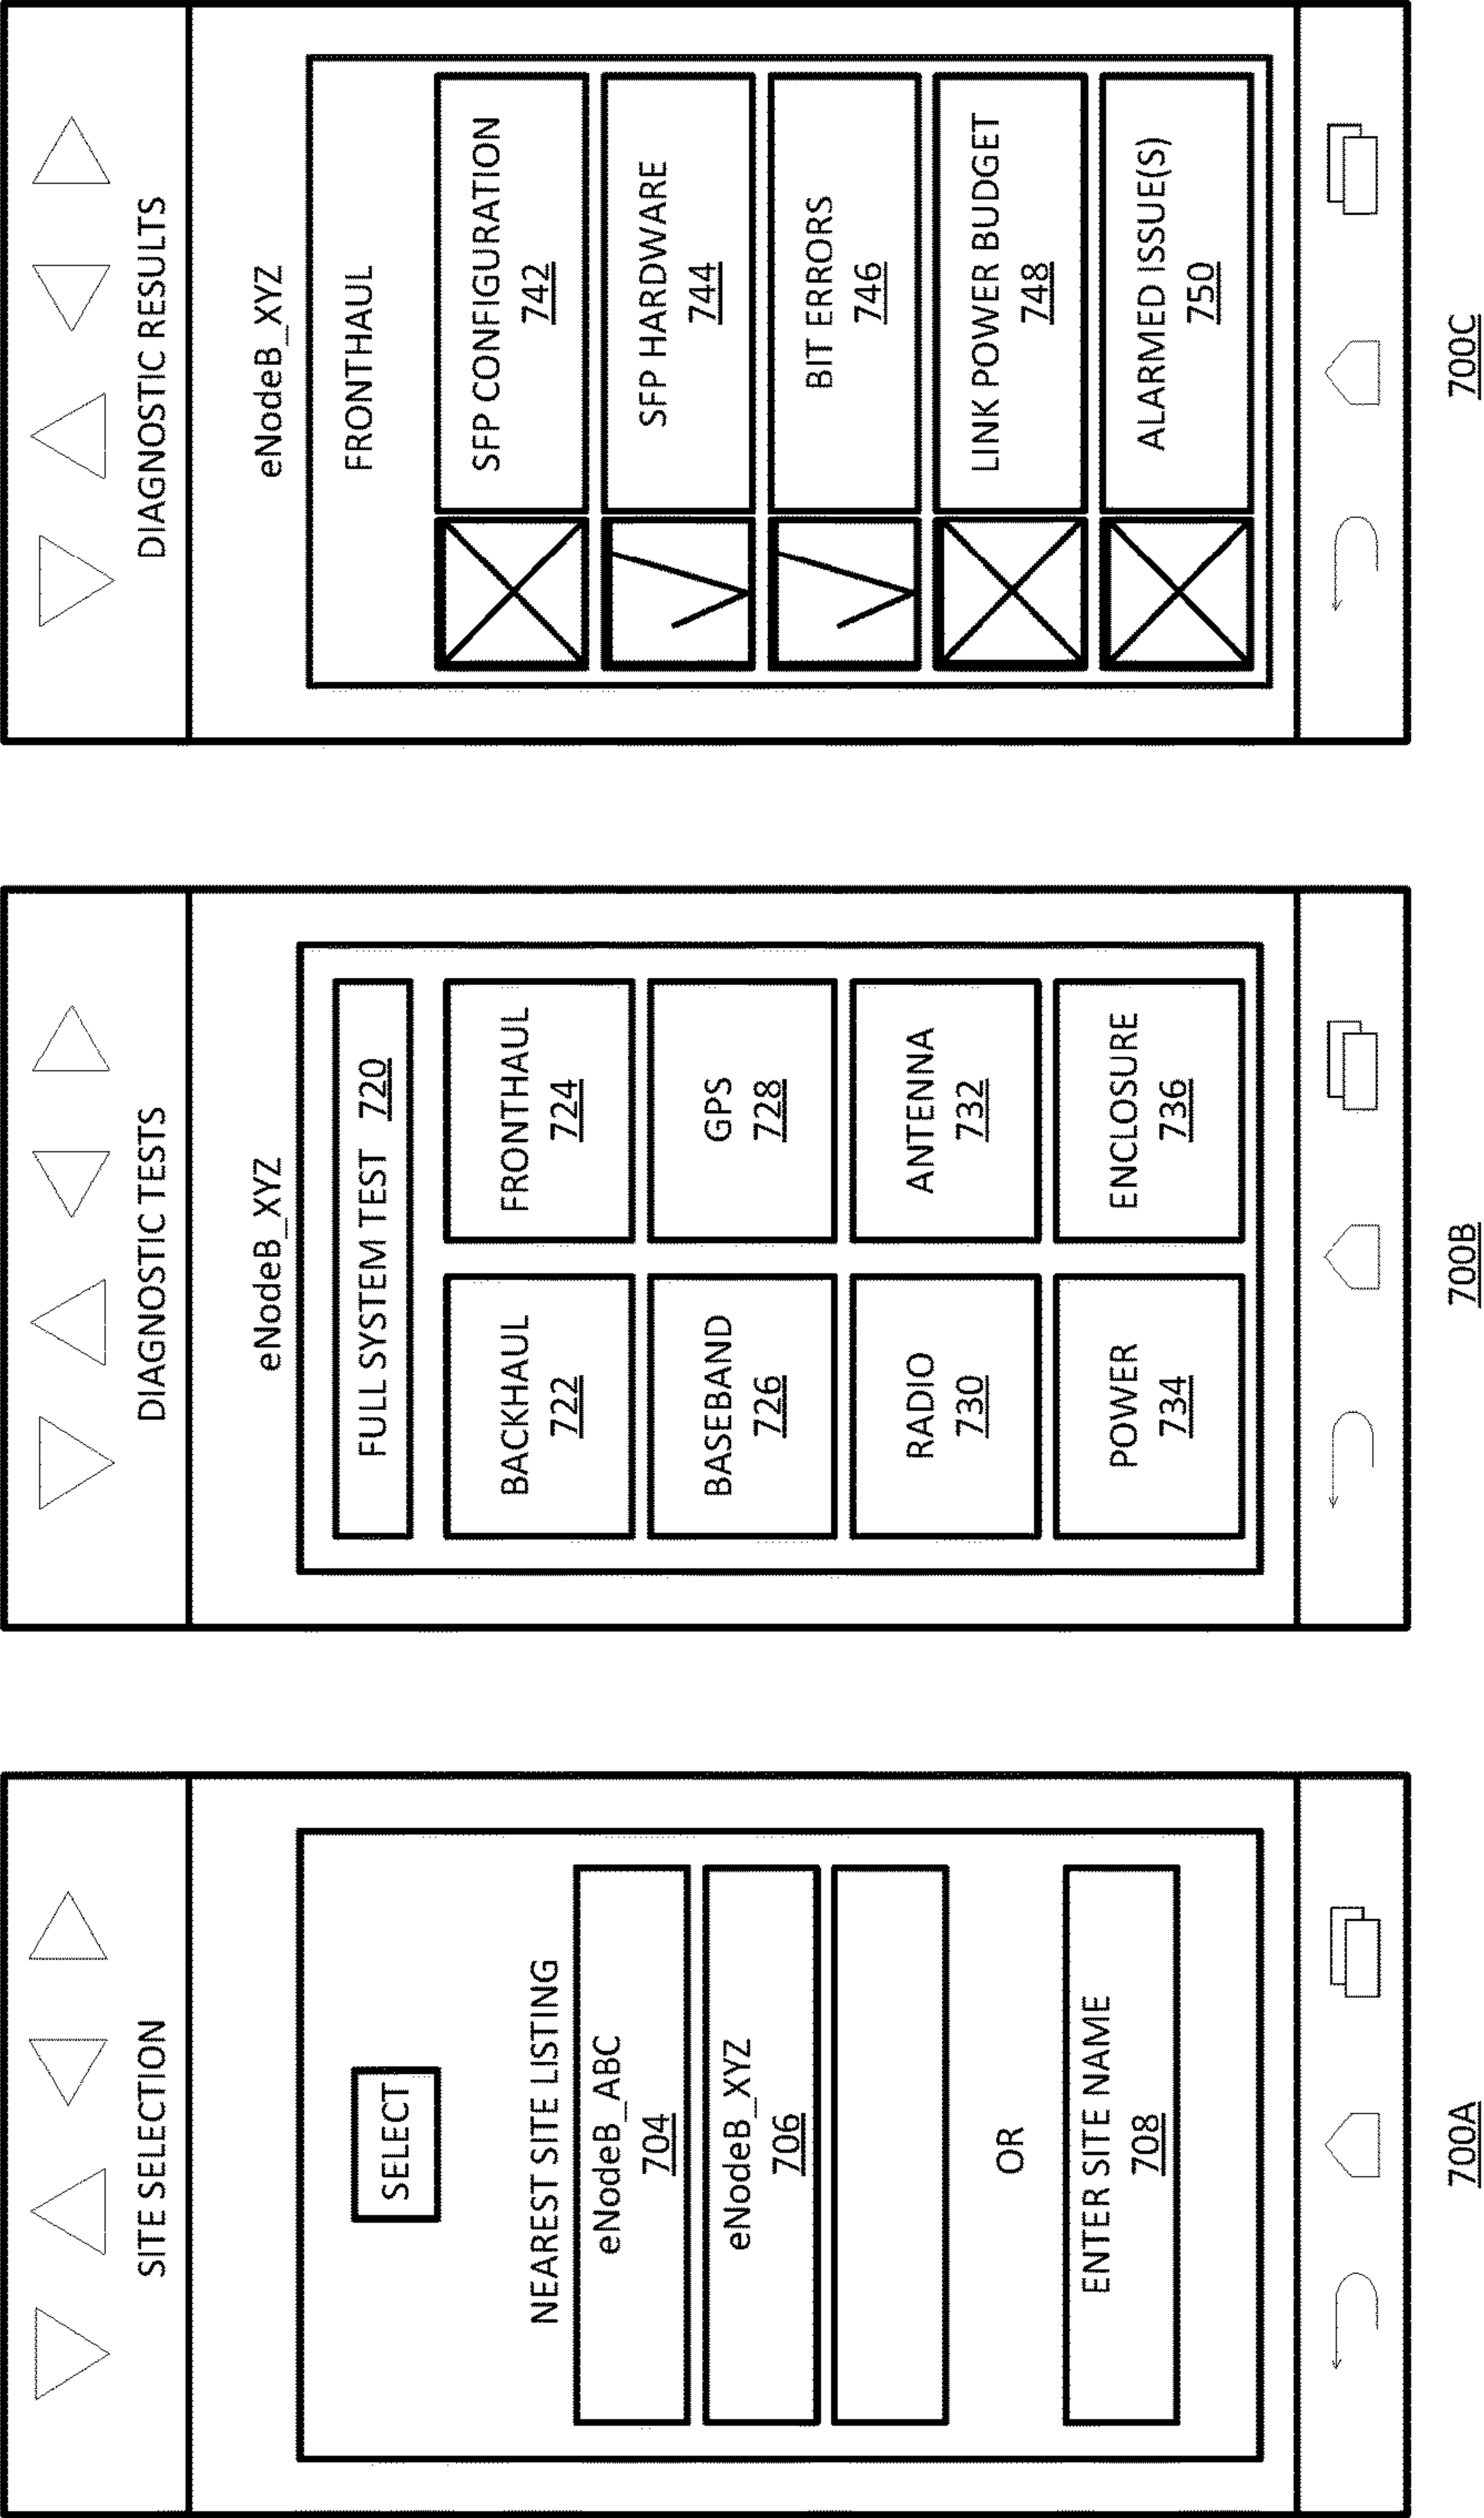 SITE SELECTION
SELECT
NEAREST SITE LISTING
eNodeB_ABC
704
eNodeB_XYZ
706
OR
ENTER SITE NAME
708
700A
DIAGNOSTIC TESTS
eNodeB_XYZ
FULL SYSTEM TEST 720
BACKHAUL
722
FRONTHAUL
724
BASEBAND
726
GPS
728
RADIO
730
ANTENNA
732
POWER
734
ENCLOSURE
736
700B
DIAGNOSTIC RESULTS
eNodeB_XYZ
FRONTHAUL
SFP CONFIGURATION
742
SFP HARDWARE
744
BIT ERRORS
746
LINK POWER BUDGET
748
ALARMED ISSUE(S)
750
700C